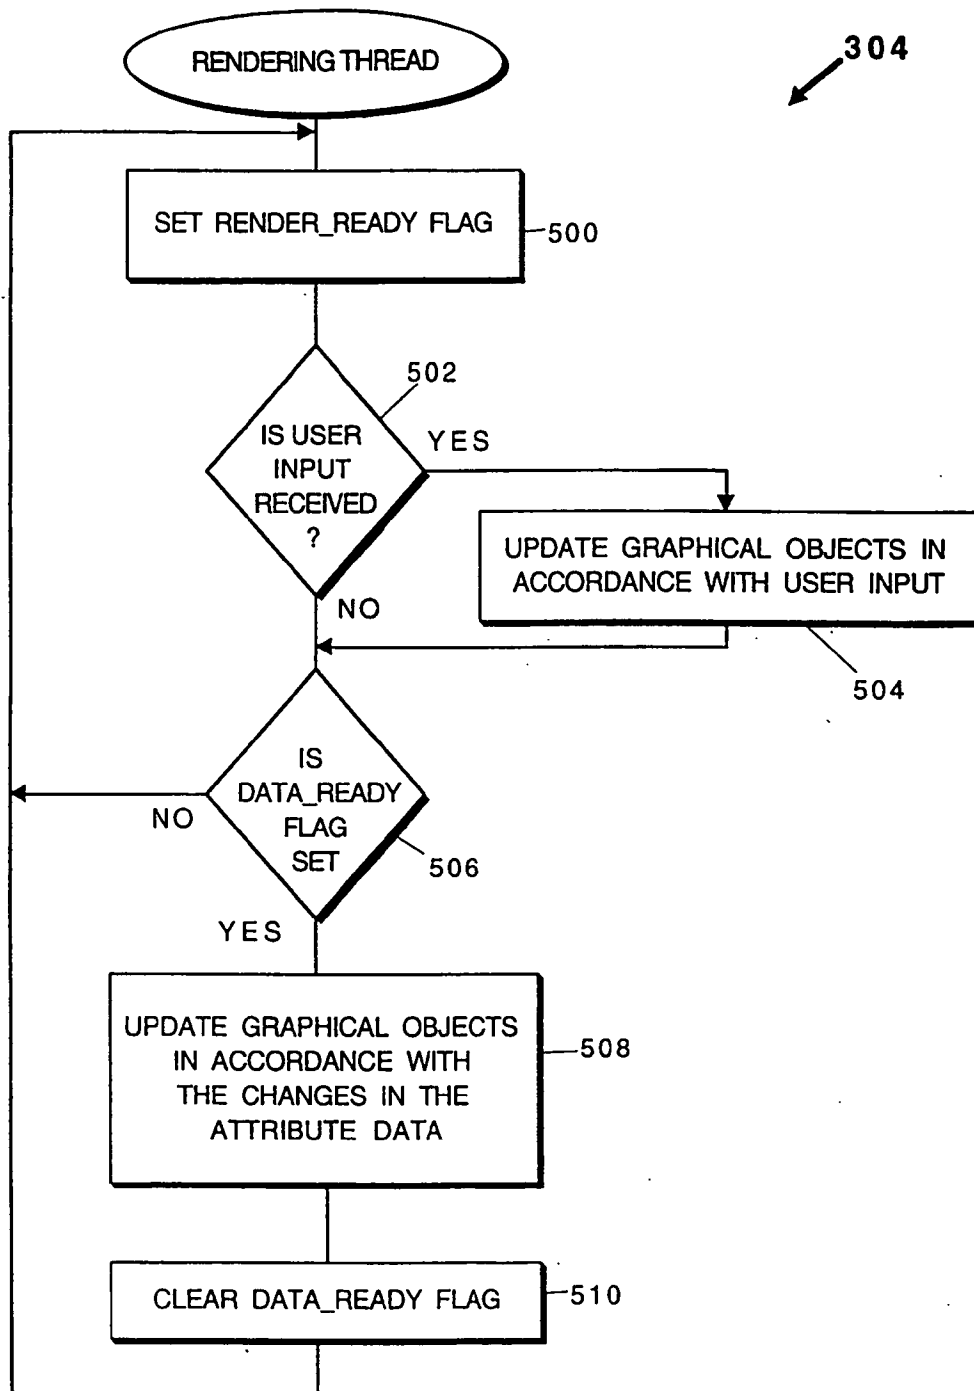 304
RENDERING THREAD
SET RENDER_READY FLAG
500
502
IS USER
INPUT
RECEIVED
?
YES
NO
UPDATE GRAPHICAL OBJECTS IN
ACCORDANCE WITH USER INPUT
504
IS
DATA_READY
FLAG
SET
506
NO
YES
UPDATE GRAPHICAL OBJECTS
IN ACCORDANCE WITH
THE CHANGES IN THE
ATTRIBUTE DATA
508
CLEAR DATA_READY FLAG
510